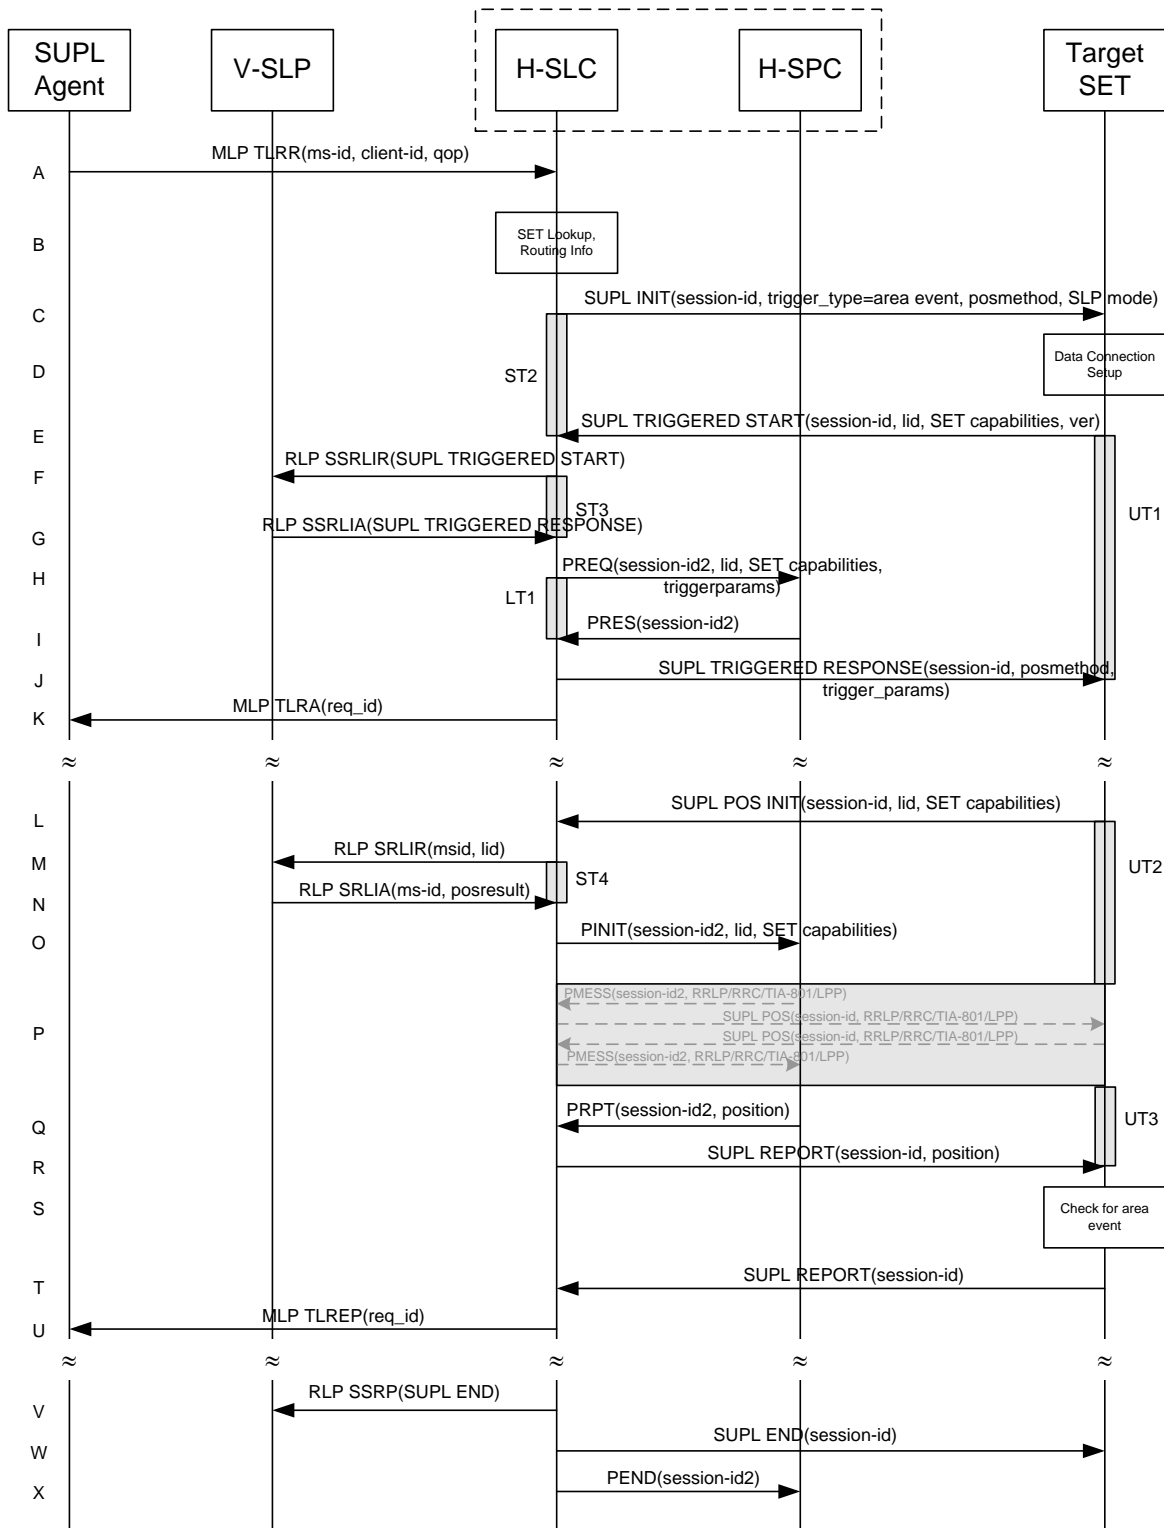 SUPL
Agent
V-SLP
H-SLC
H-SPC
Target
SET
A
MLP TLRR(ms-id, client-id, qop)
B
SET Lookup,
Routing Info
C
SUPL INIT(session-id, trigger_type=area event, posmethod, SLP mode)
D
ST2
Data Connection
Setup
E
SUPL TRIGGERED START(session-id, lid, SET capabilities, ver)
F
RLP SSRLIR(SUPL TRIGGERED START)
ST3
UT1
G
RLP SSRLIA(SUPL TRIGGERED RESPONSE)
H
PREQ(session-id2, lid, SET capabilities,
triggerparams)
LT1
I
PRES(session-id2)
J
SUPL TRIGGERED RESPONSE(session-id, posmethod,
trigger_params)
K
MLP TLRA(req_id)
≈ ≈ ≈ ≈ ≈
L
SUPL POS INIT(session-id, lid, SET capabilities)
M
RLP SRLIR(msid, lid)
ST4
UT2
N
RLP SRLIA(ms-id, posresult)
O
PINIT(session-id2, lid, SET capabilities)
PMESS(session-id2, RRLP/RRC/TIA-801/LPP)
SUPL POS(session-id, RRLP/RRC/TIA-801/LPP)
P
SUPL POS(session-id, RRLP/RRC/TIA-801/LPP)
PMESS(session-id2, RRLP/RRC/TIA-801/LPP)
Q
PRPT(session-id2, position)
UT3
R
SUPL REPORT(session-id, position)
S
Check for area
event
T
SUPL REPORT(session-id)
U
MLP TLREP(req_id)
≈ ≈ ≈ ≈ ≈
V
RLP SSRP(SUPL END)
W
SUPL END(session-id)
X
PEND(session-id2)